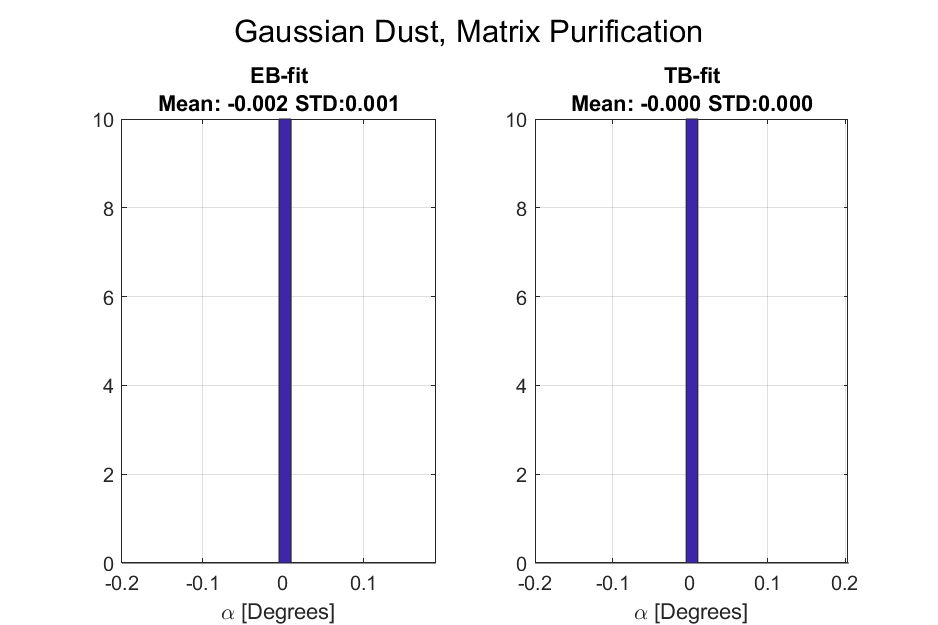 Gaussian Dust, Matrix Purification
EB-fit
Mean: -0.002 STD:0.001
10
8
6
4
2
0
-0.2 -0.1 0 0.1
α [Degrees]
TB-fit
Mean: -0.000 STD:0.000
10
8
6
4
2
0
-0.2 -0.1 0 0.1 0.2
α [Degrees]